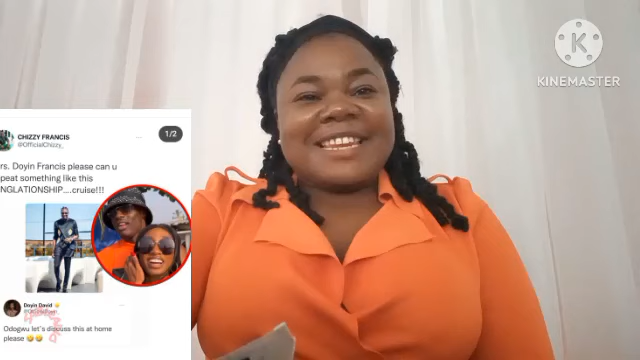 KINEMASTER
CHIZZY FRANCIS
@OfficialChizzy_
1/2
rs. Doyin Francis please can u
peat something like this
NGLATIONSHIP....cruise!!!
Doyin David
Odogwu let's discuss this at home
please 🤣🤣